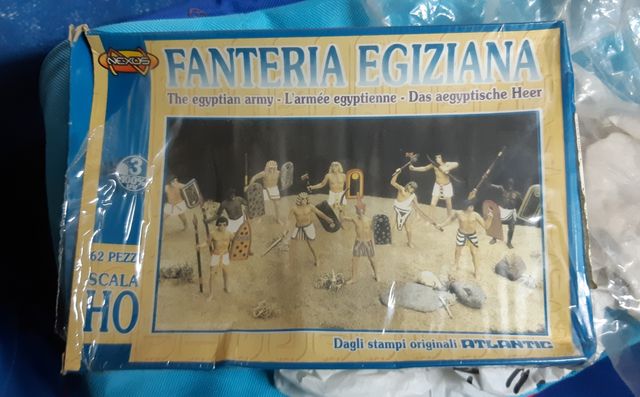 NEXUS
FANTERIA EGIZIANA
The egyptian army - L'armée egyptienne - Das aegyptische Heer
3
62 PEZZI
SCALA
HO
Dagli stampi originali ATLANTIC